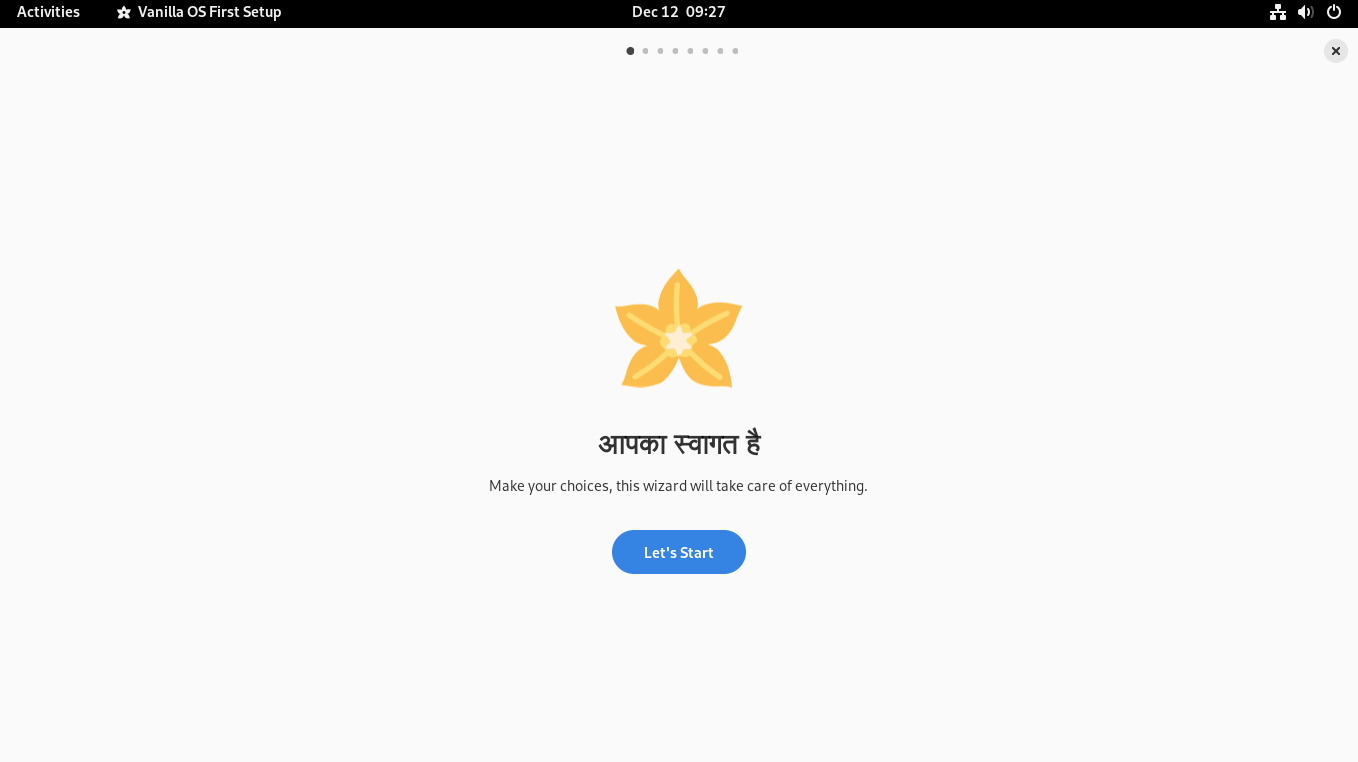 Activities Vanilla OS First Setup Dec 12 09:27
आपका स्वागत है
Make your choices, this wizard will take care of everything.
Let's Start